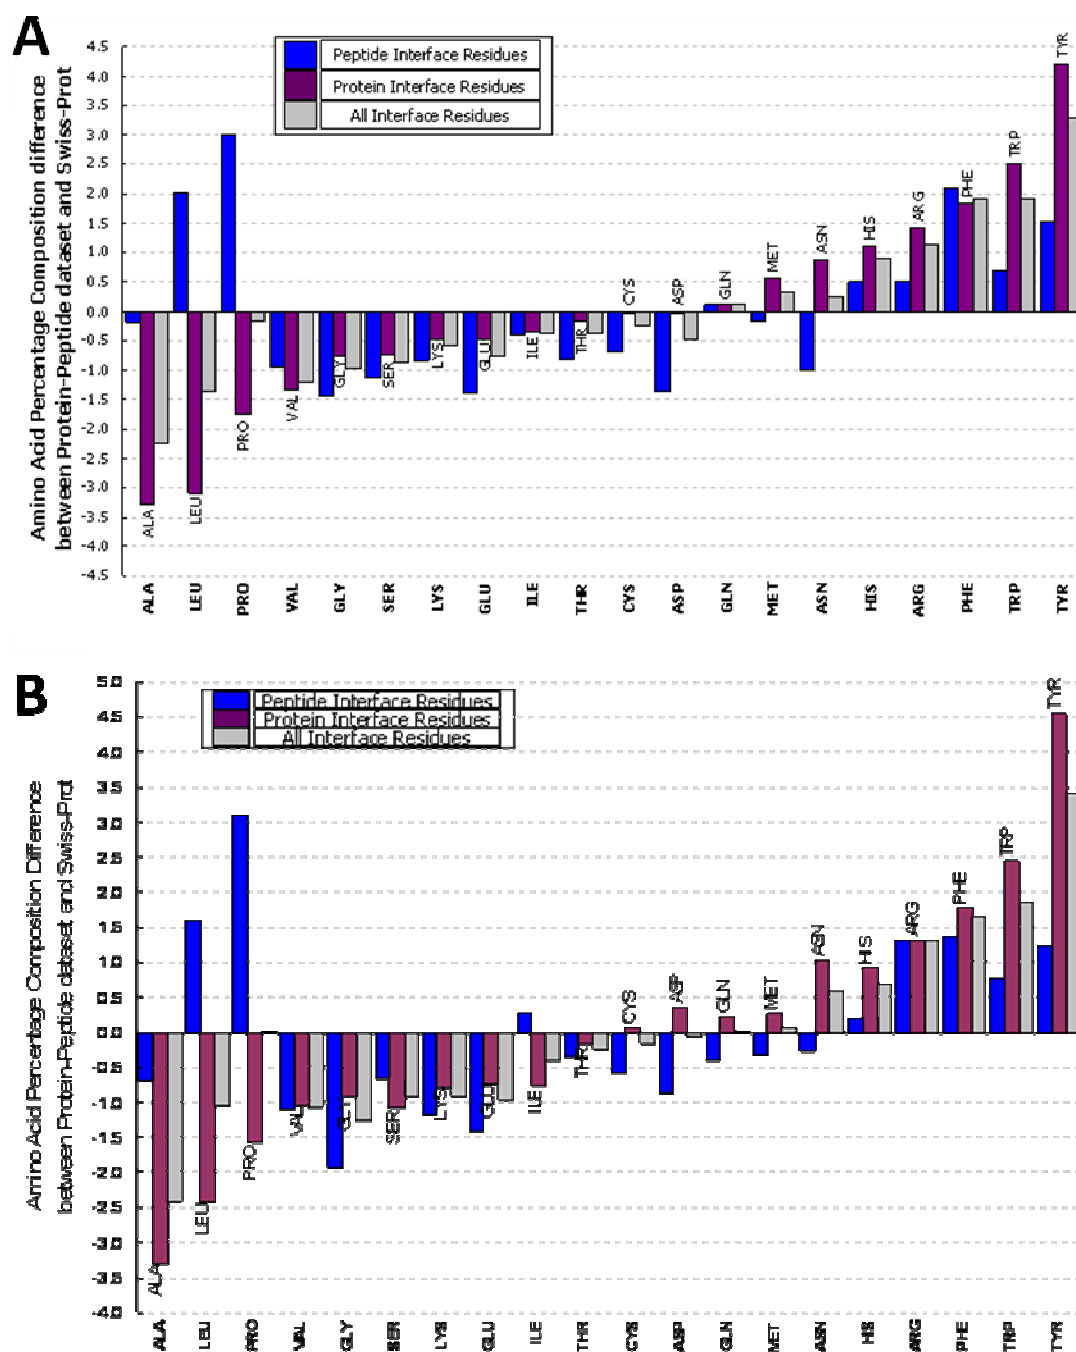 A
Amino Acid Percentage Composition difference
between Protein-Peptide dataset and Swiss-Prot
4.5
4.0
3.5
3.0
2.5
2.0
1.5
1.0
0.5
0.0
-0.5
-1.0
-1.5
-2.0
-2.5
-3.0
-3.5
-4.0
-4.5
Peptide Interface Residues
Protein Interface Residues
All Interface Residues
ALA
LEU
PRO
VAL
GLY
SER
LYS
GLU
ILE
THR
CYS
ASP
GLN
MET
ASN
HIS
ARG
PHE
TRP
TYR
ALA
LEU
PRO
VAL
GLY
SER
LYS
GLU
ILE
THR
CYS
ASP
GLN
MET
ASN
HIS
ARG
PHE
TRP
TYR
B
Amino Acid Percentage Composition Difference
between Protein-Peptide dataset and Swiss-Prot
5.0
4.5
4.0
3.5
3.0
2.5
2.0
1.5
1.0
0.5
0.0
-0.5
-1.0
-1.5
-2.0
-2.5
-3.0
-3.5
-4.0
Peptide Interface Residues
Protein Interface Residues
All Interface Residues
ALA
LEU
PRO
VAL
GLY
SER
LYS
GLU
ILE
THR
CYS
ASP
GLN
MET
ASN
HIS
ARG
PHE
TRP
TYR
ALA
LEU
PRO
VAL
GLY
SER
LYS
GLU
ILE
THR
CYS
ASP
GLN
MET
ASN
HIS
ARG
PHE
TRP
TYR